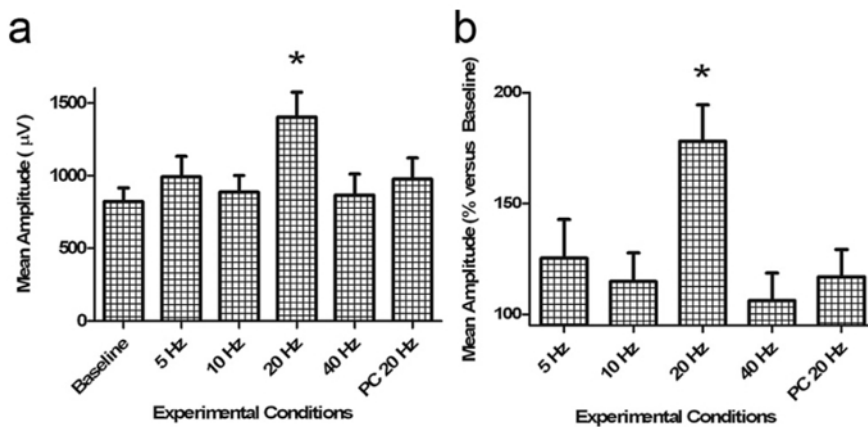 a
Mean Amplitude ( µV)
1500
1000
500
0
*
Baseline
5 Hz
10 Hz
20 Hz
40 Hz
PC 20 Hz
Experimental Conditions
b
Mean Amplitude (% versus Baseline)
200
150
100
*
5 Hz
10 Hz
20 Hz
40 Hz
PC 20 Hz
Experimental Conditions